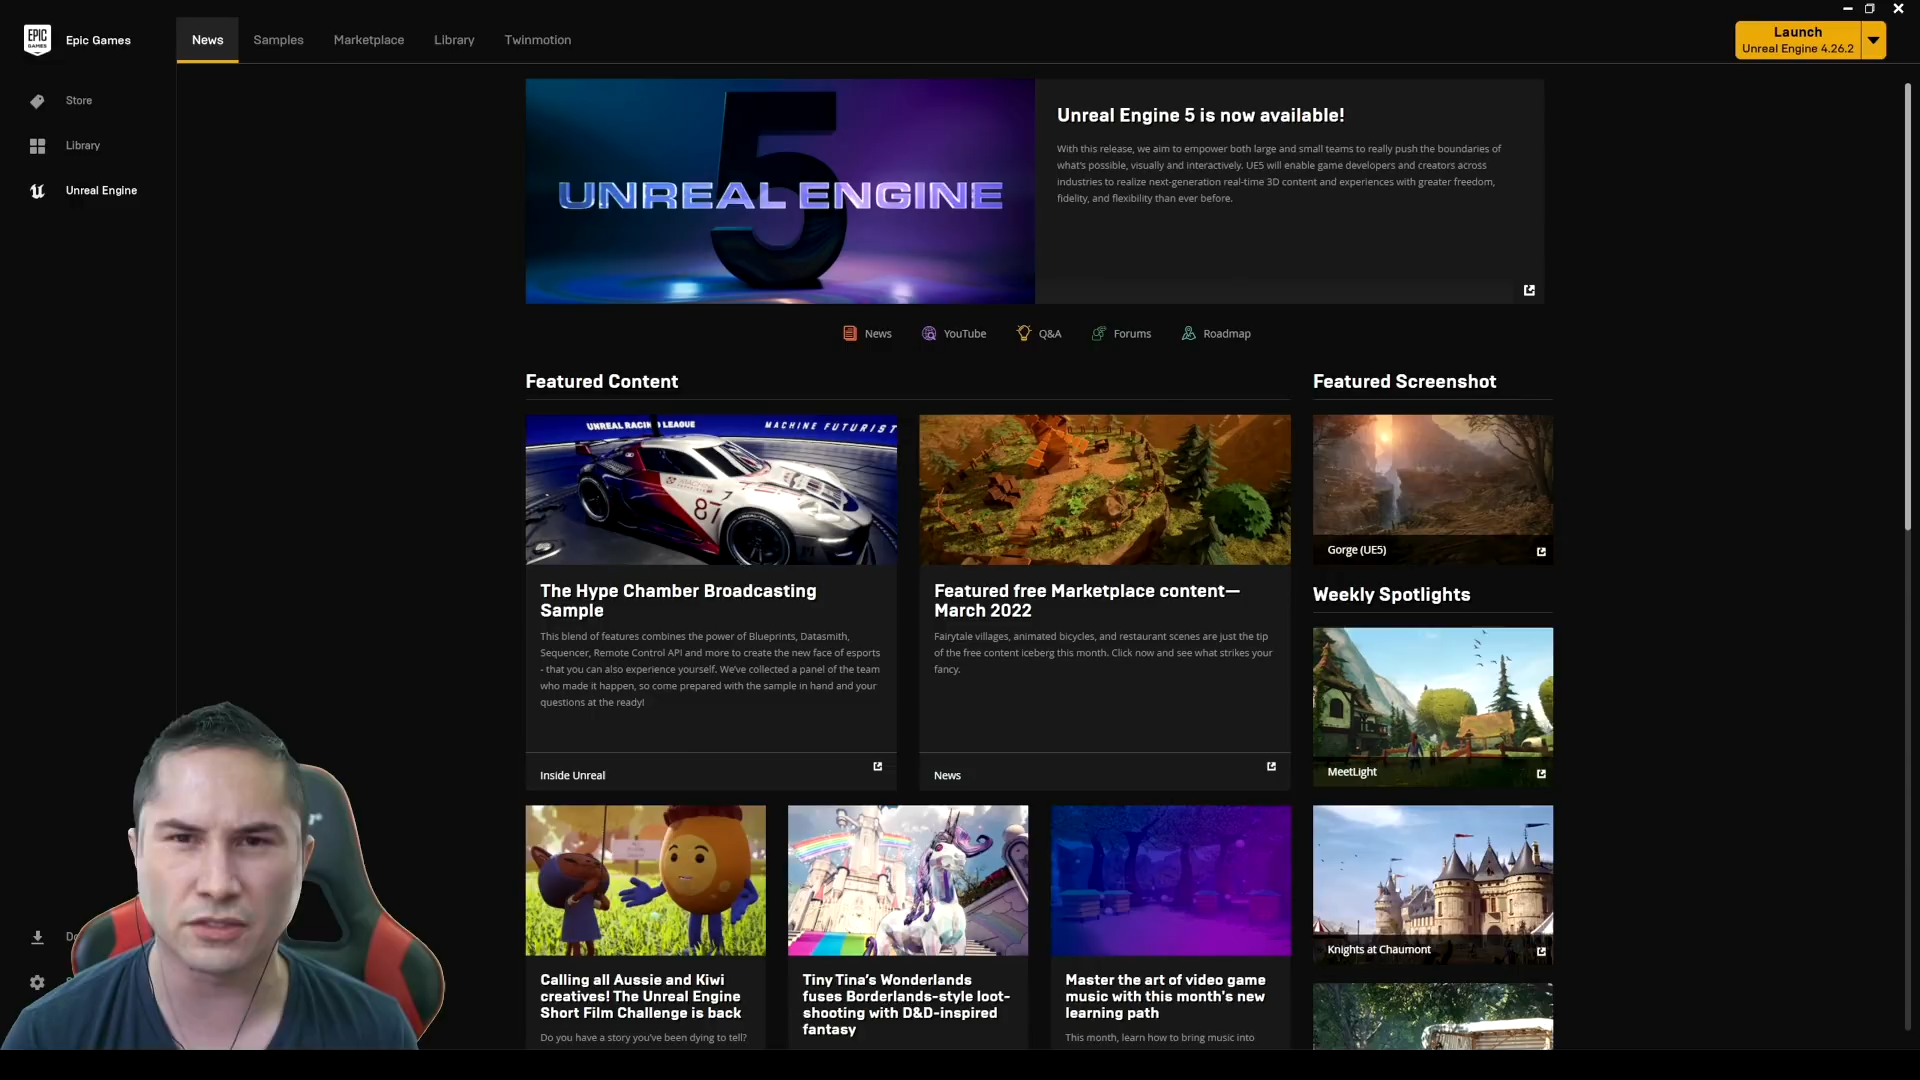 EPIC
GAMES
Epic Games
News
Samples
Marketplace
Library
Twinmotion
Launch
Unreal Engine 4.26.2
Store
Library
Unreal Engine
UNREAL ENGINE
5
Unreal Engine 5 is now available!
With this release, we aim to empower both large and small teams to really push the boundaries of
what's possible, visually and interactively. UE5 will enable game developers and creators across
industries to realize next-generation real-time 3D content and experiences with greater freedom,
fidelity, and flexibility than ever before.
News
YouTube
Q&A
Forums
Roadmap
Featured Content
UNREAL RACING LEAGUE
MACHINE FUTURIST
87
The Hype Chamber Broadcasting
Sample
This blend of features combines the power of Blueprints, Datasmith,
Sequencer, Remote Control API and more to create the new face of esports
- that you can also experience yourself. We've collected a panel of the team
who made it happen, so come prepared with the sample in hand and your
questions at the ready!
Inside Unreal
Featured free Marketplace content—
March 2022
Fairytale villages, animated bicycles, and restaurant scenes are just the tip
of the free content iceberg this month. Click now and see what strikes your
fancy.
News
Featured Screenshot
Gorge (UE5)
Weekly Spotlights
MeetLight
Knights at Chaumont
Calling all Aussie and Kiwi
creatives! The Unreal Engine
Short Film Challenge is back
Do you have a story you've been dying to tell?
Tiny Tina's Wonderlands
fuses Borderlands-style loot-
shooting with D&D-inspired
fantasy
Master the art of video game
music with this month's new
learning path
This month, learn how to bring music into